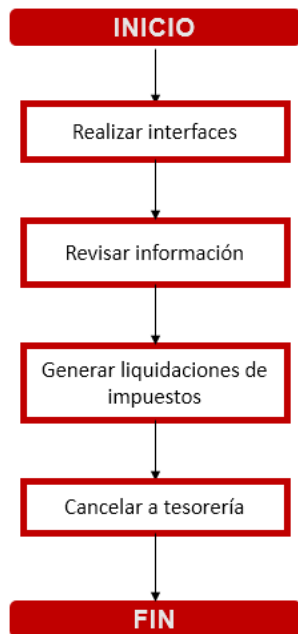 INICIO
Realizar interfaces
Revisar información
Generar liquidaciones de
impuestos
Cancelar a tesorería
FIN